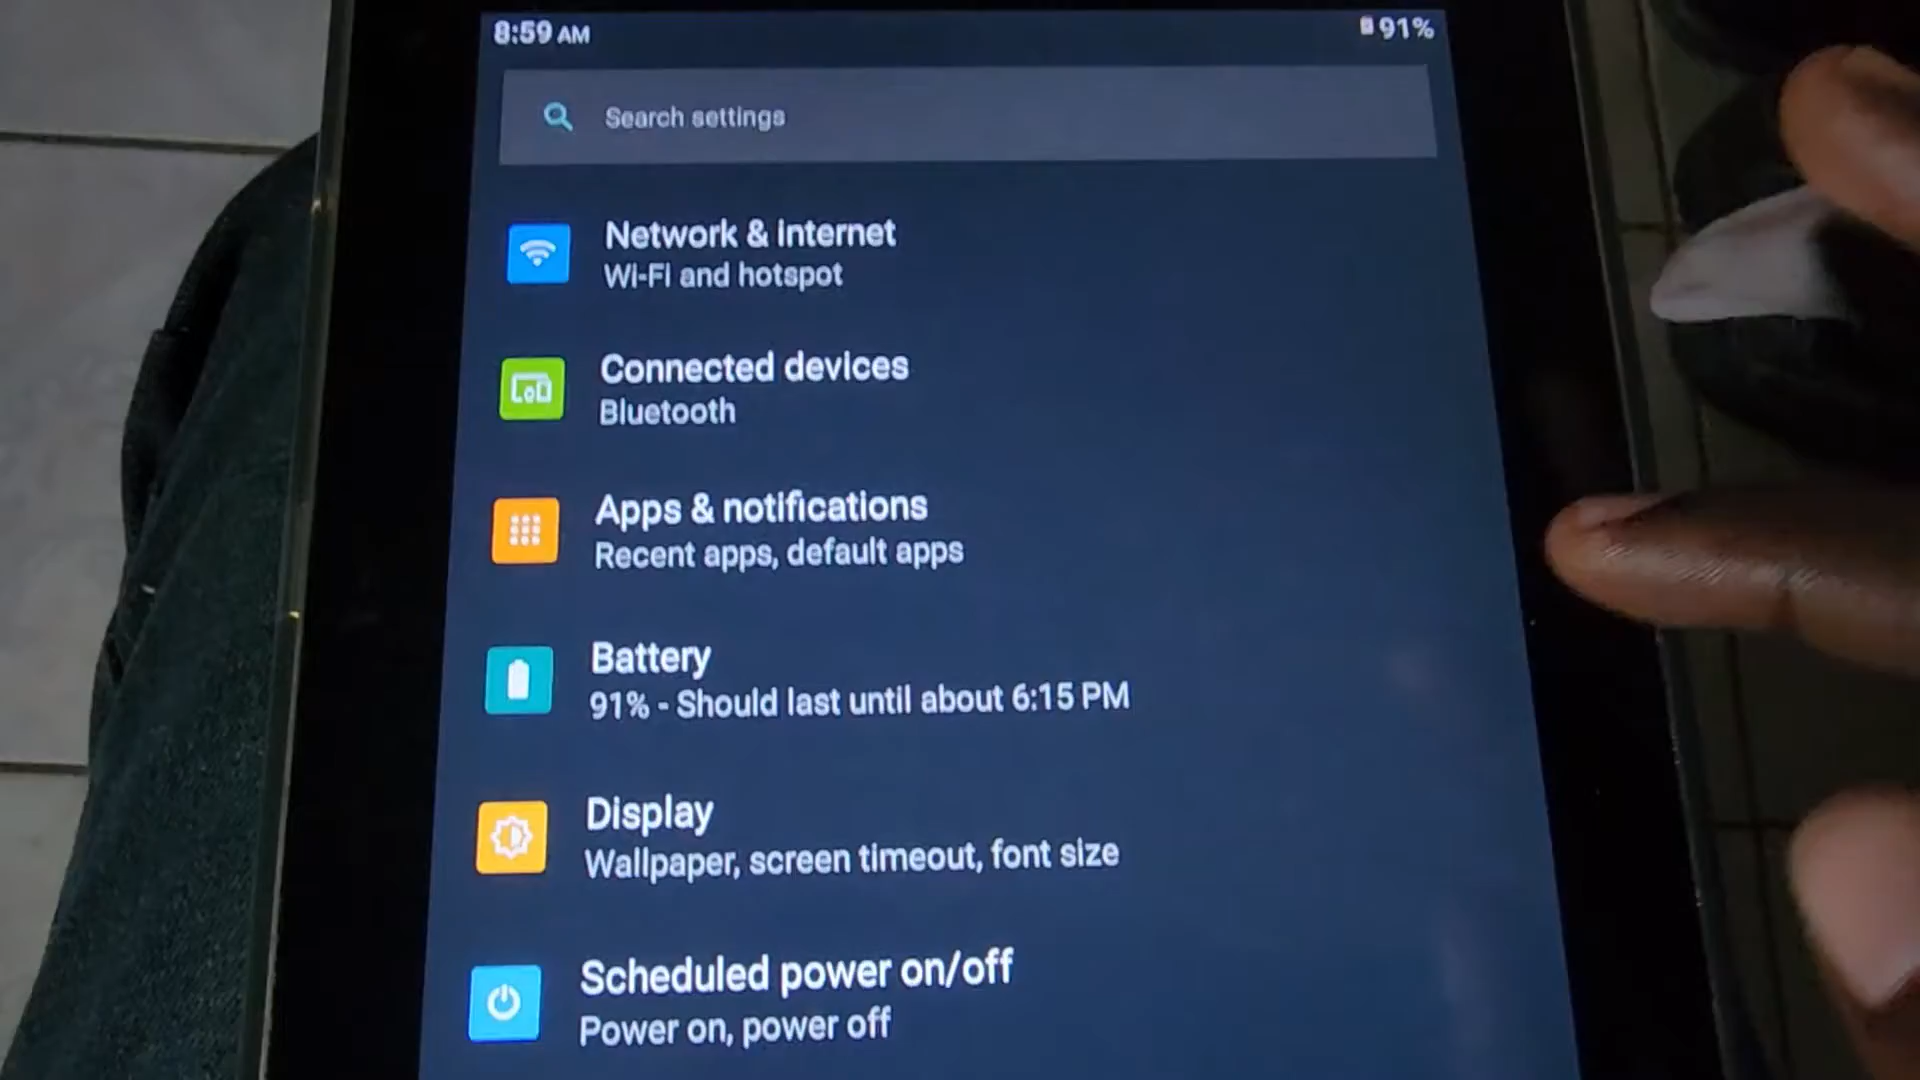 8:59 AM 91%
Search settings
Network & internet
Wi-Fi and hotspot
Connected devices
Bluetooth
Apps & notifications
Recent apps, default apps
Battery
91% - Should last until about 6:15 PM
Display
Wallpaper, screen timeout, font size
Scheduled power on/off
Power on, power off